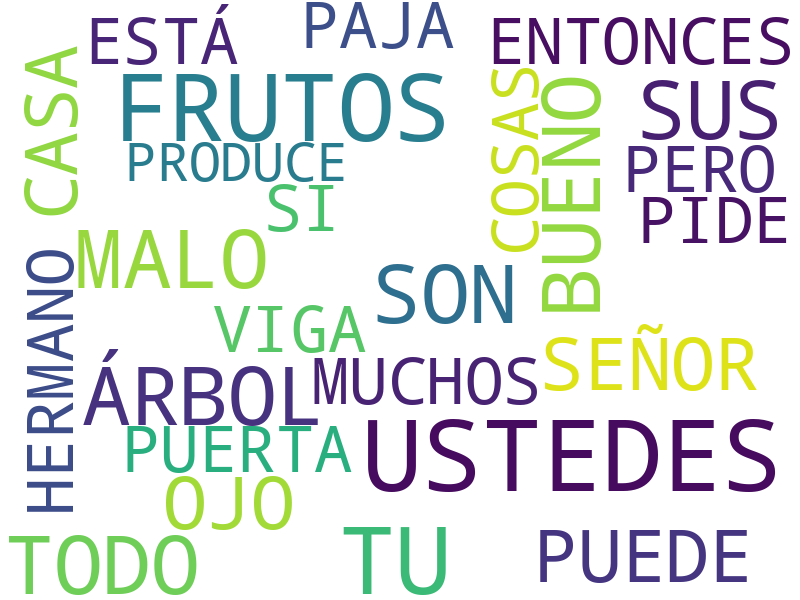 PAJA
ESTÁ
ENTONCES
CASA
FRUTOS
COSAS
BUENO
SUS
PRODUCE
PERO
SI
PIDE
MALO
HERMANO
SON
VIGA
SEÑOR
ÁRBOL
MUCHOS
PUERTA
USTEDES
OJO
TODO
TU
PUEDE